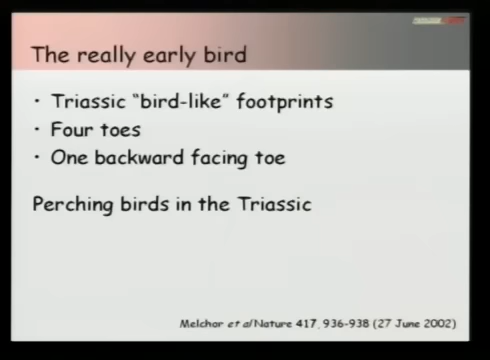 The really early bird
· Triassic “bird-like” footprints
· Four toes
· One backward facing toe
Perching birds in the Triassic
Melchor et al Nature 417, 936-938 (27 June 2002)